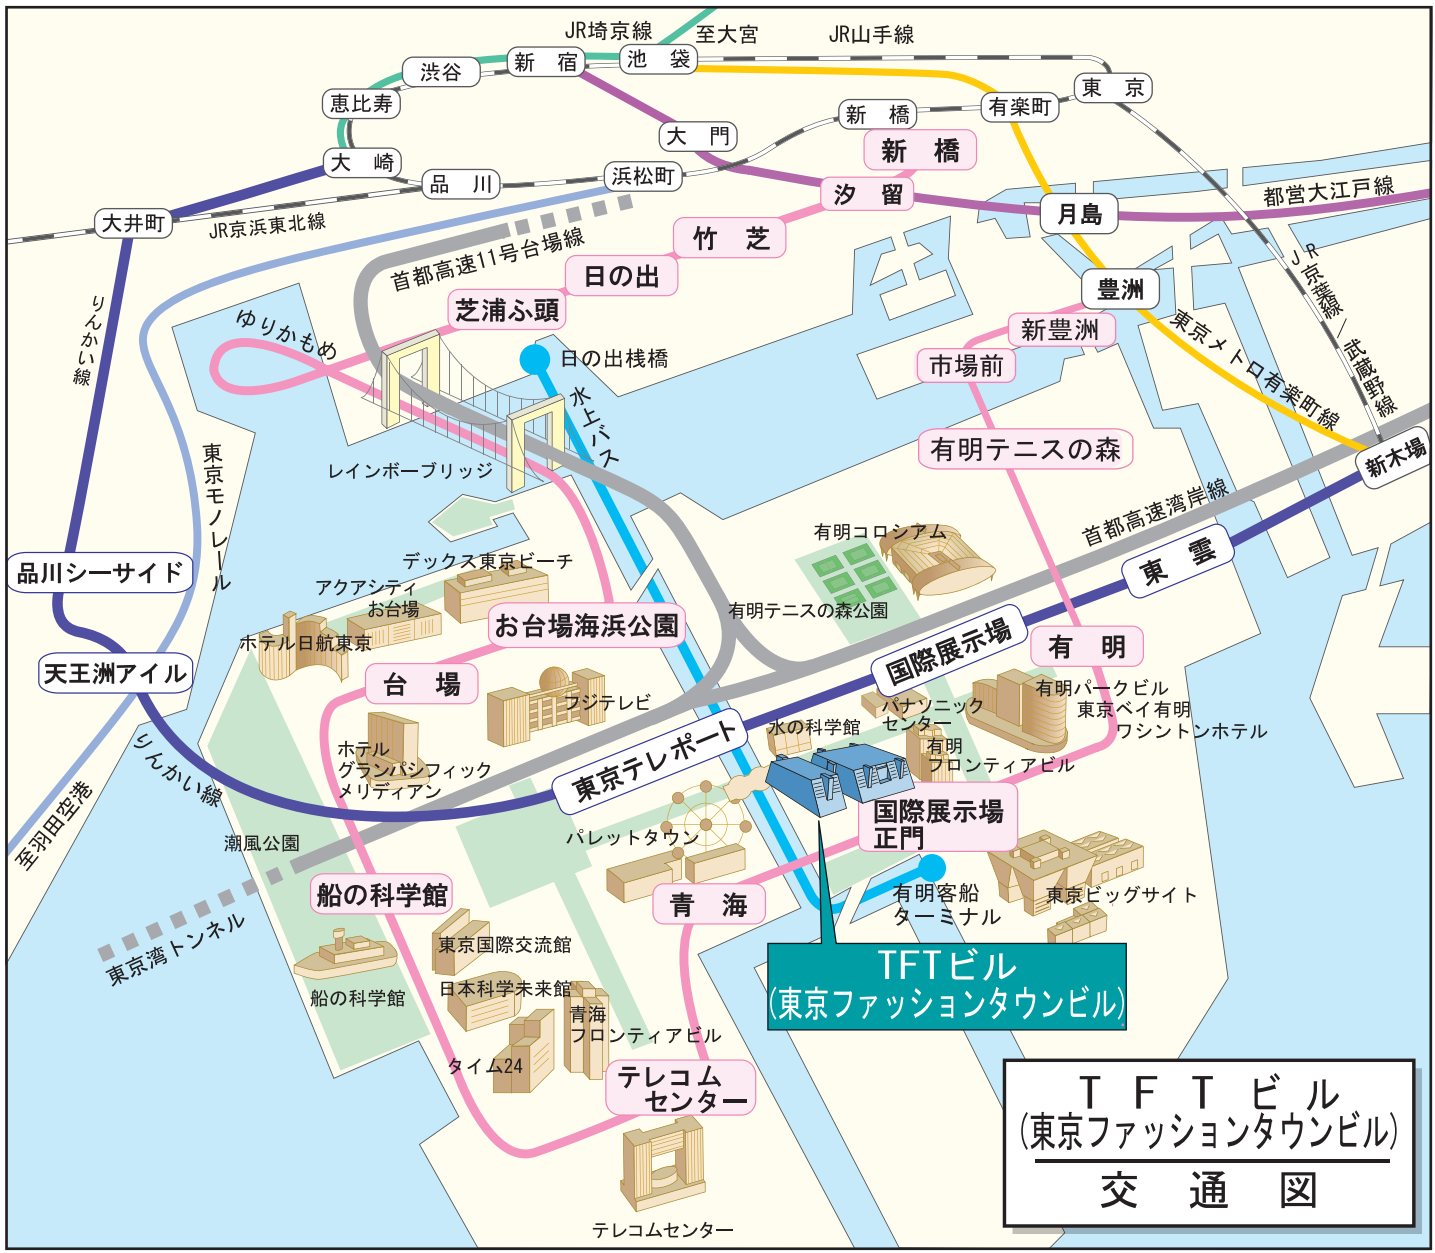 JR埼京線
至大宮
JR山手線
渋谷
新宿
池袋
恵比寿
東京
有楽町
新橋
新橋
大門
大崎
品川
浜松町
汐留
月島
都営大江戸線
大井町
JR京浜東北線
首都高速11号台場線
竹芝
日の出
芝浦ふ頭
豊洲
新豊洲
市場前
JR京葉線/武蔵野線
東京メトロ有楽町線
りんかい線
ゆりかもめ
日の出桟橋
水上バス
有明テニスの森
新木場
レインボーブリッジ
東京モノレール
首都高速湾岸線
有明コロシアム
東雲
品川シーサイド
デックス東京ビーチ
アクアシティ
お台場
ホテル日航東京
お台場海浜公園
有明テニスの森公園
国際展示場
有明
天王洲アイル
台場
フジテレビ
有明パークビル
東京ベイ有明
ワシントンホテル
パナソニック
センター
水の科学館
有明
フロンティアビル
りんかい線
ホテル
グランパシフィック
メリディアン
東京テレポート
至羽田空港
潮風公園
パレットタウン
国際展示場
正門
船の科学館
青海
有明客船
ターミナル
東京ビッグサイト
東京湾トンネル
船の科学館
東京国際交流館
日本科学未来館
青海
フロンティアビル
タイム24
TFTビル
(東京ファッションタウンビル)
テレコム
センター
テレコムセンター
TFTビル
(東京ファッションタウンビル)
交通図